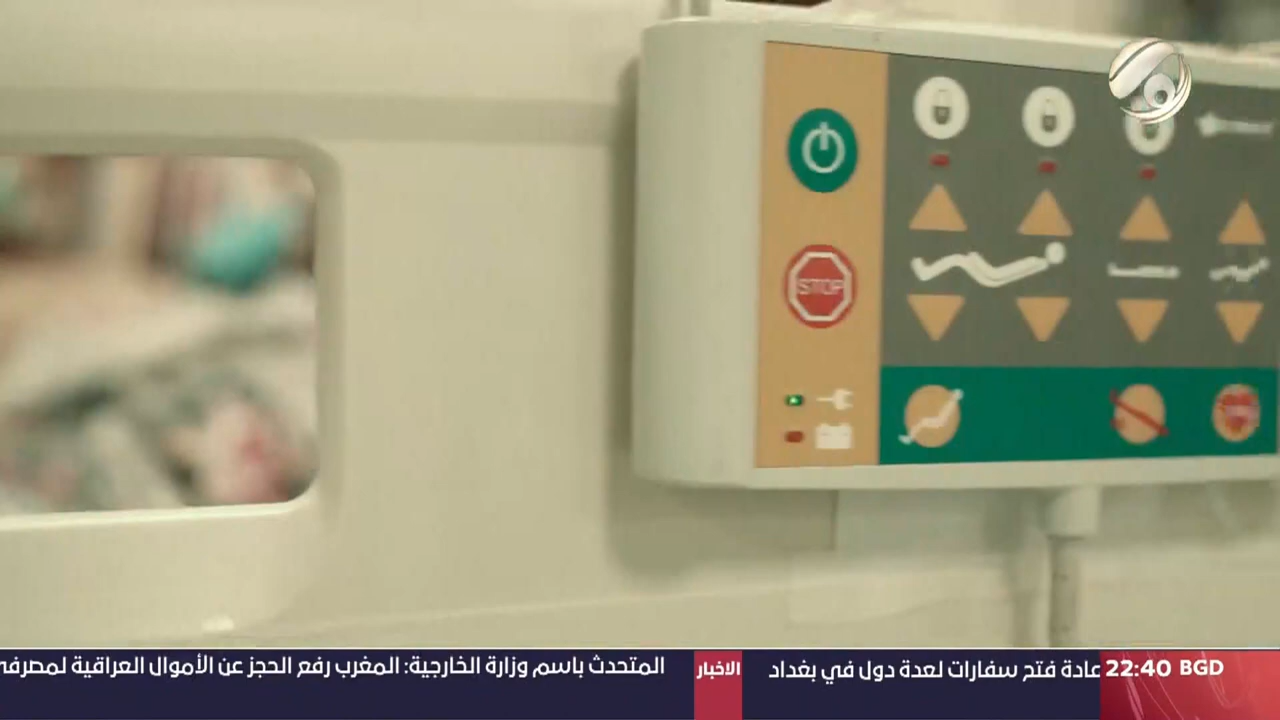 STOP
عادة فتح سفارات لعدة دول في بغداد
الاخبار
المتحدث باسم وزارة الخارجية: المغرب رفع الحجز عن الأموال العراقية لمصرفي
22:40 BGD